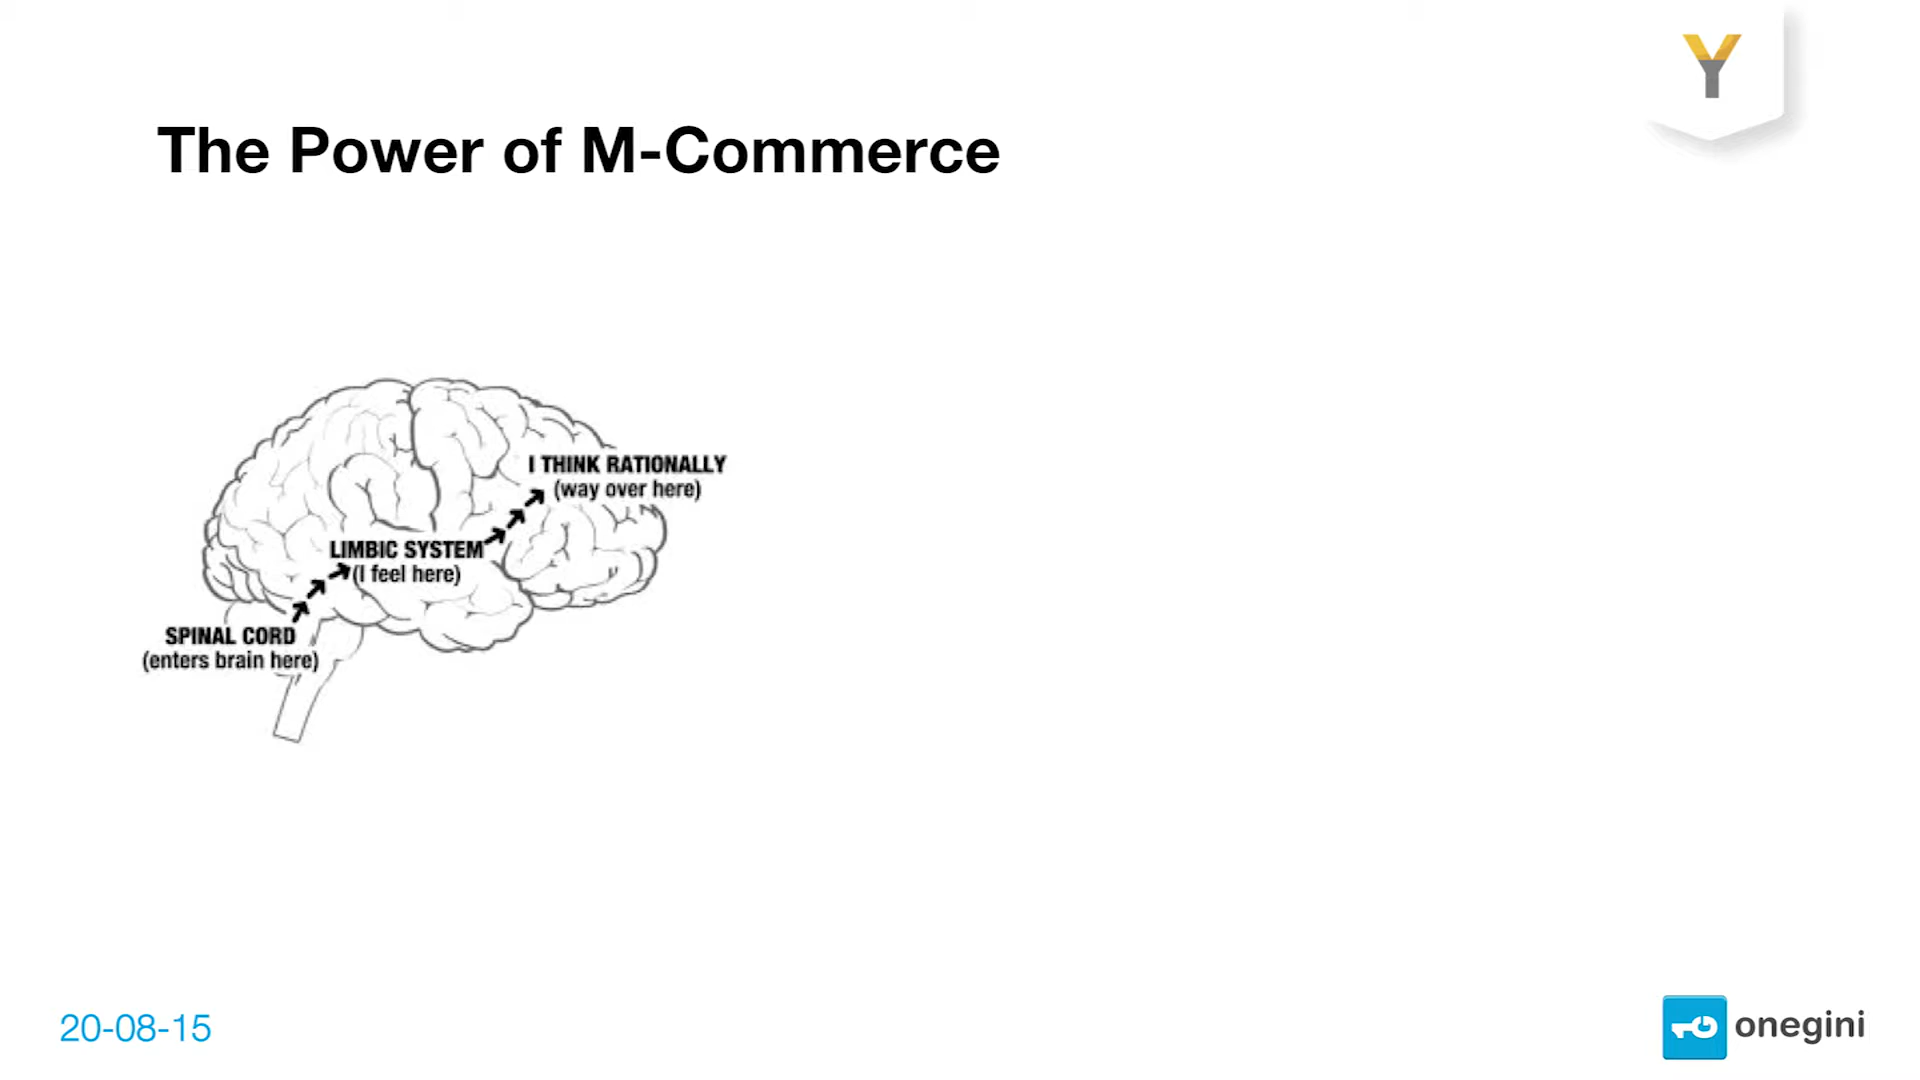 Y
The Power of M-Commerce
I THINK RATIONALLY
(way over here)
LIMBIC SYSTEM
(I feel here)
SPINAL CORD
(enters brain here)
20-08-15
onegini